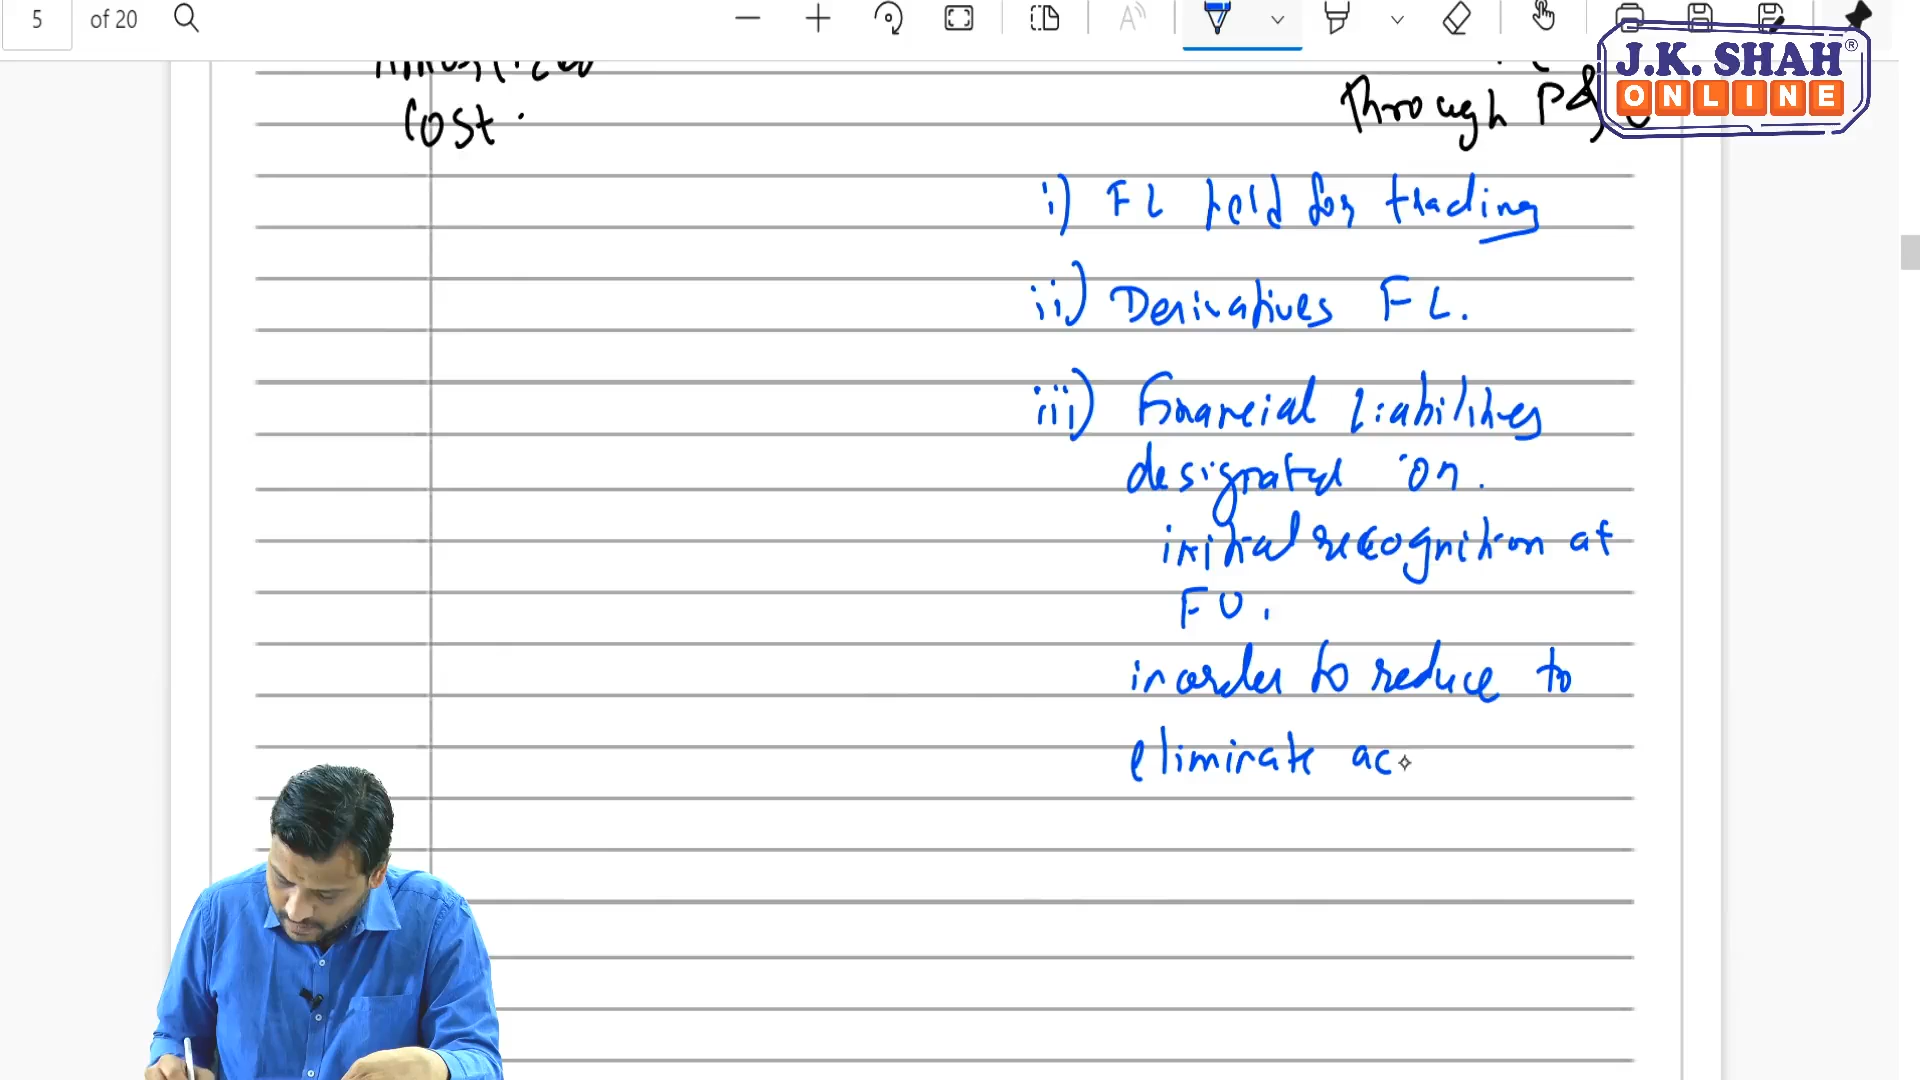 5 of 20
J.K. SHAH®
ONLINE
Cost.
Through P&
i) FL held for trading
ii) Derivatives FL.
iii) Financial Liabilities
designated on.
initial recognition at
FV.
in order to reduce to
eliminate ac